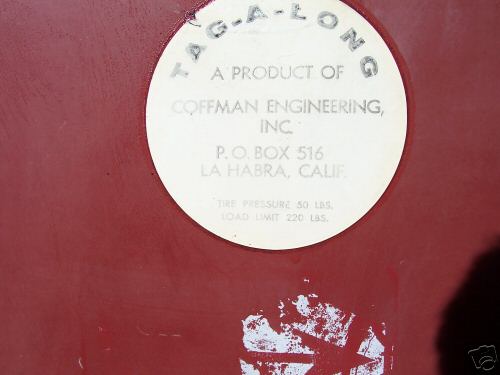 TAG-A-LONG
A PRODUCT OF
COFFMAN ENGINEERING,
INC.
P.O. BOX 516
LA HABRA, CALIF.
TIRE PRESSURE 50 LBS.
LOAD LIMIT 220 LBS.